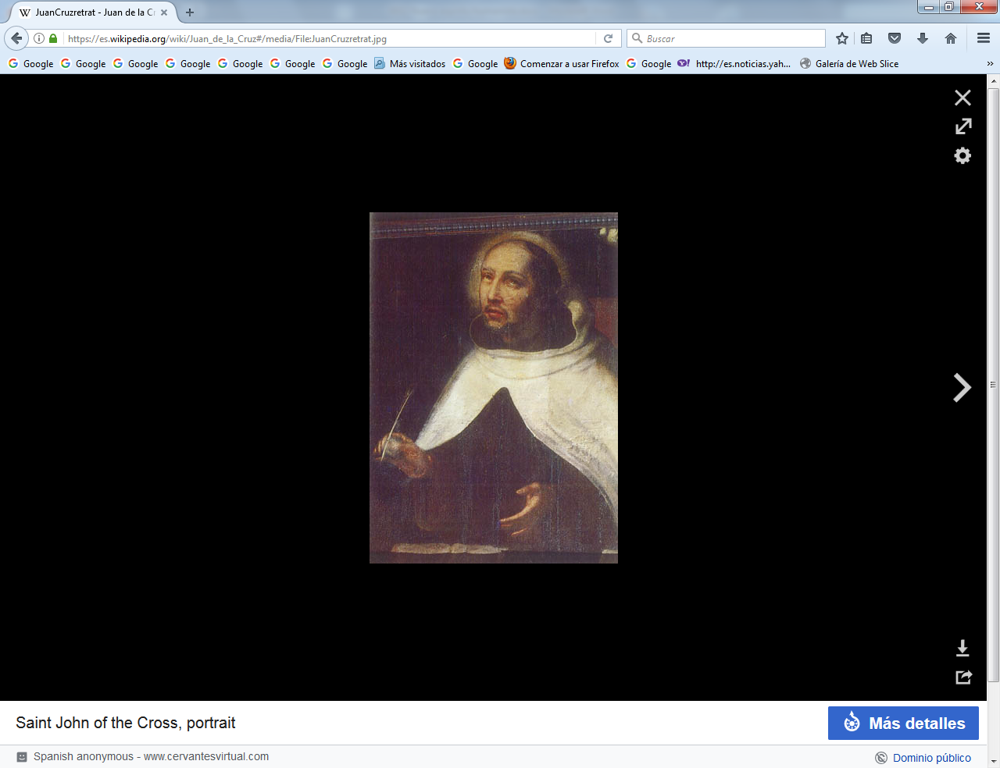 JuanCruzretrat - Juan de la Cr
https://es.wikipedia.org/wiki/Juan_de_la_Cruz#/media/File:JuanCruzretrat.jpg
Buscar
Google Google Google Google Google Google Google Más visitados Google Comenzar a usar Firefox Google http://es.noticias.yah... Galería de Web Slice
Saint John of the Cross, portrait
Más detalles
Spanish anonymous - www.cervantesvirtual.com
Dominio público